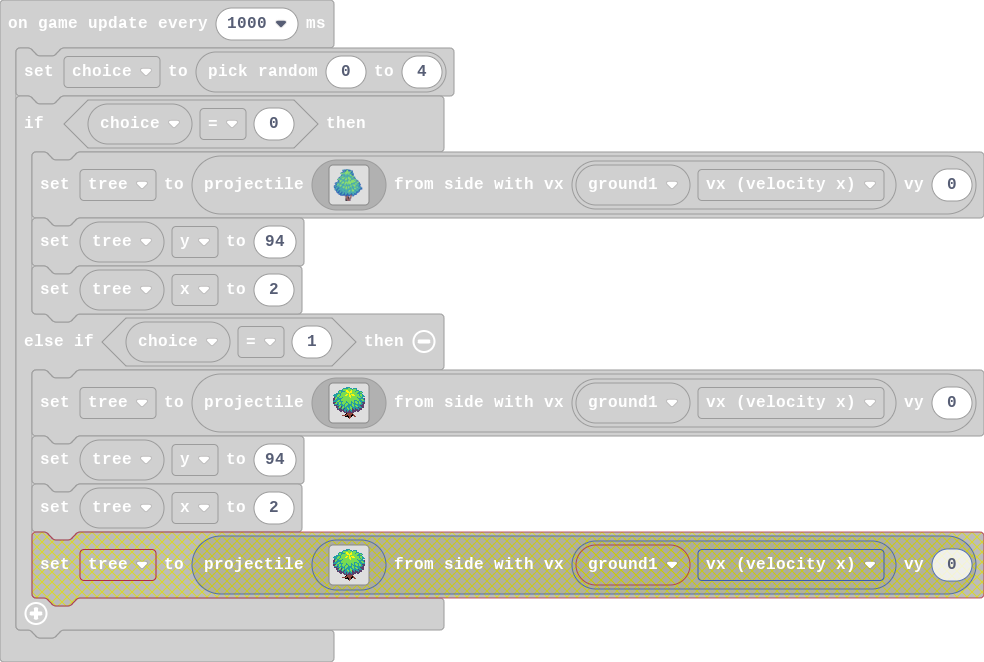 on game update every 1000 ms
set choice to pick random 0 to 4
if choice = 0 then
set tree to projectile from side with vx ground1 vx (velocity x) vy 0
set tree y to 94
set tree x to 2
else if choice = 1 then
set tree to projectile from side with vx ground1 vx (velocity x) vy 0
set tree y to 94
set tree x to 2
set tree to projectile from side with vx ground1 vx (velocity x) vy 0